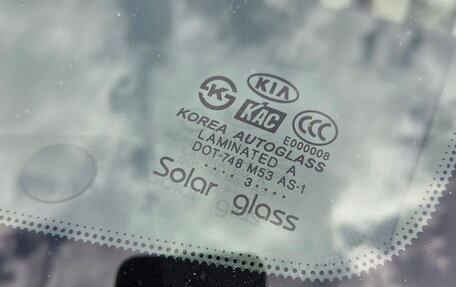 KIA
KAC
E000008
KOREA AUTOGLASS
LAMINATED A
DOT-748 M53 AS-1
..... 3 ....
Solar glass